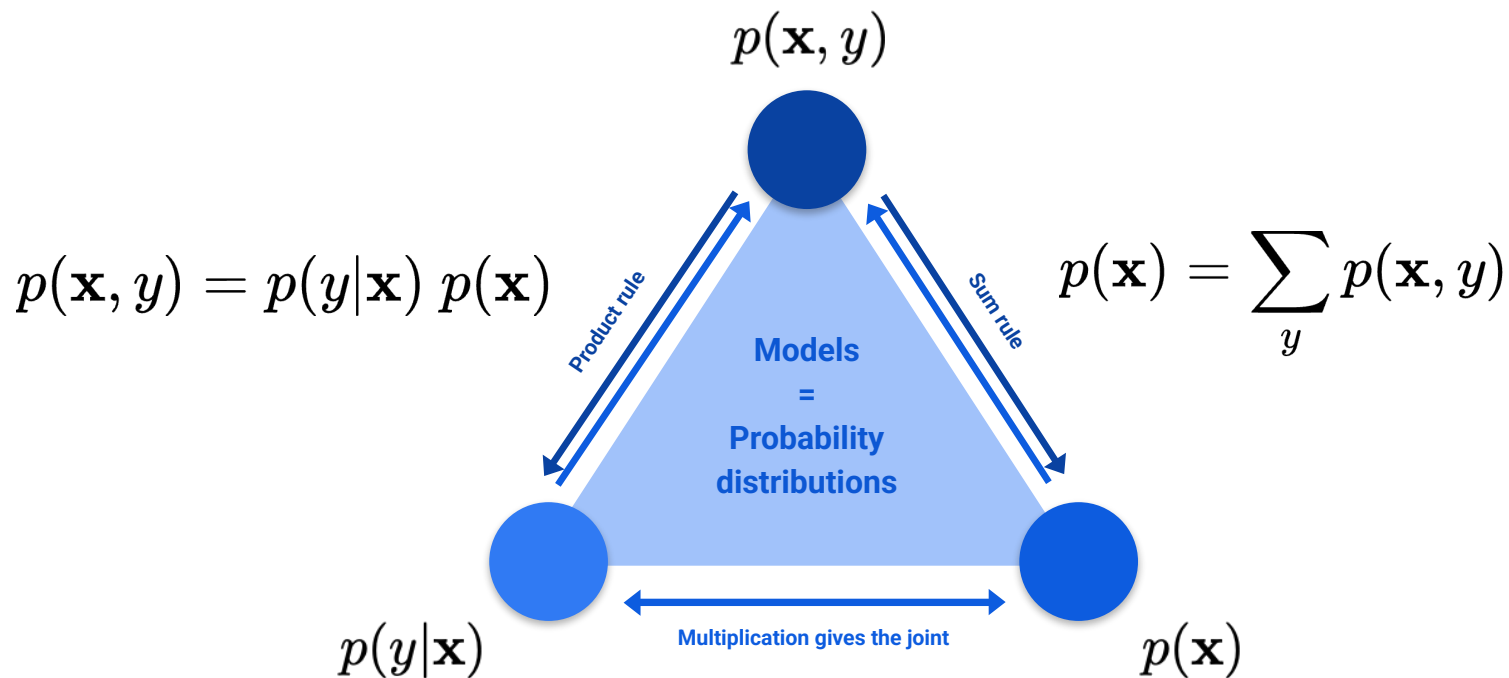 p(𝐱, y)
p(𝐱, y) = p(y|𝐱) p(𝐱)
Product rule
Sum rule
p(𝐱) = ∑_y p(𝐱, y)
Models
=
Probability
distributions
Multiplication gives the joint
p(y|𝐱)
p(𝐱)